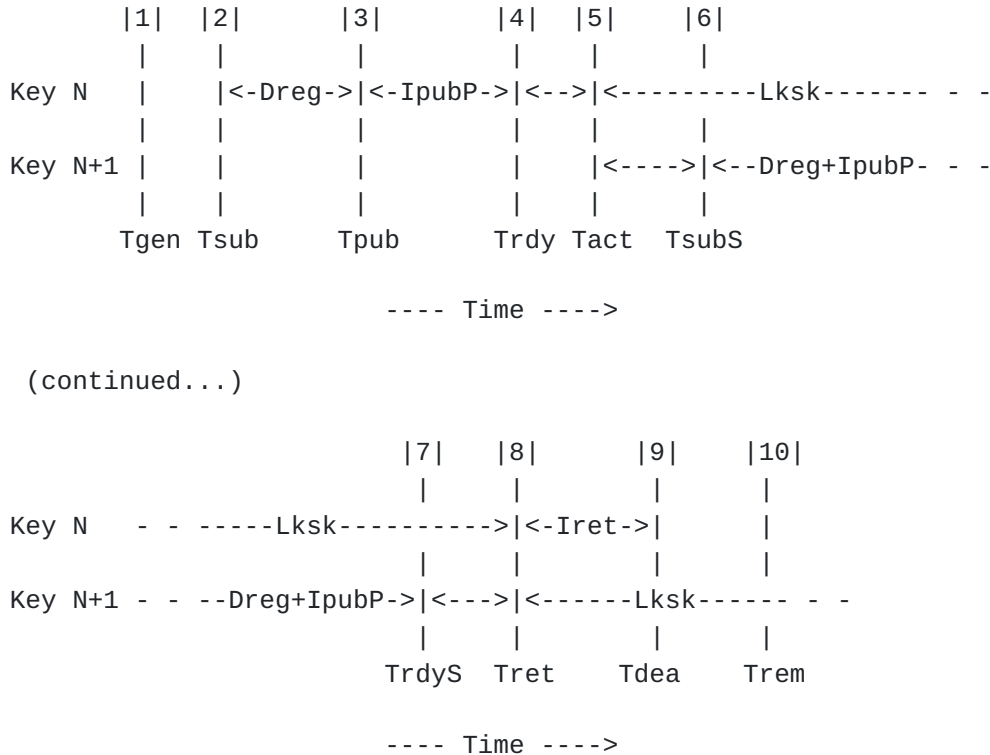 |1| |2| |3| |4| |5| |6|
| | | | | |
Key N | |<-Dreg->|<-IpubP->|<-->|<---------Lksk------- - -
| | | | | |
Key N+1 | | | | |<---->|<--Dreg+IpubP- - -
| | | | | |
Tgen Tsub Tpub Trdy Tact TsubS
---- Time ---->
(continued...)
|7| |8| |9| |10|
| | | |
Key N - - -----Lksk---------->|<-Iret->| |
| | | |
Key N+1 - - --Dreg+IpubP->|<--->|<------Lksk------ - -
| | | |
TrdyS Tret Tdea Trem
---- Time ---->